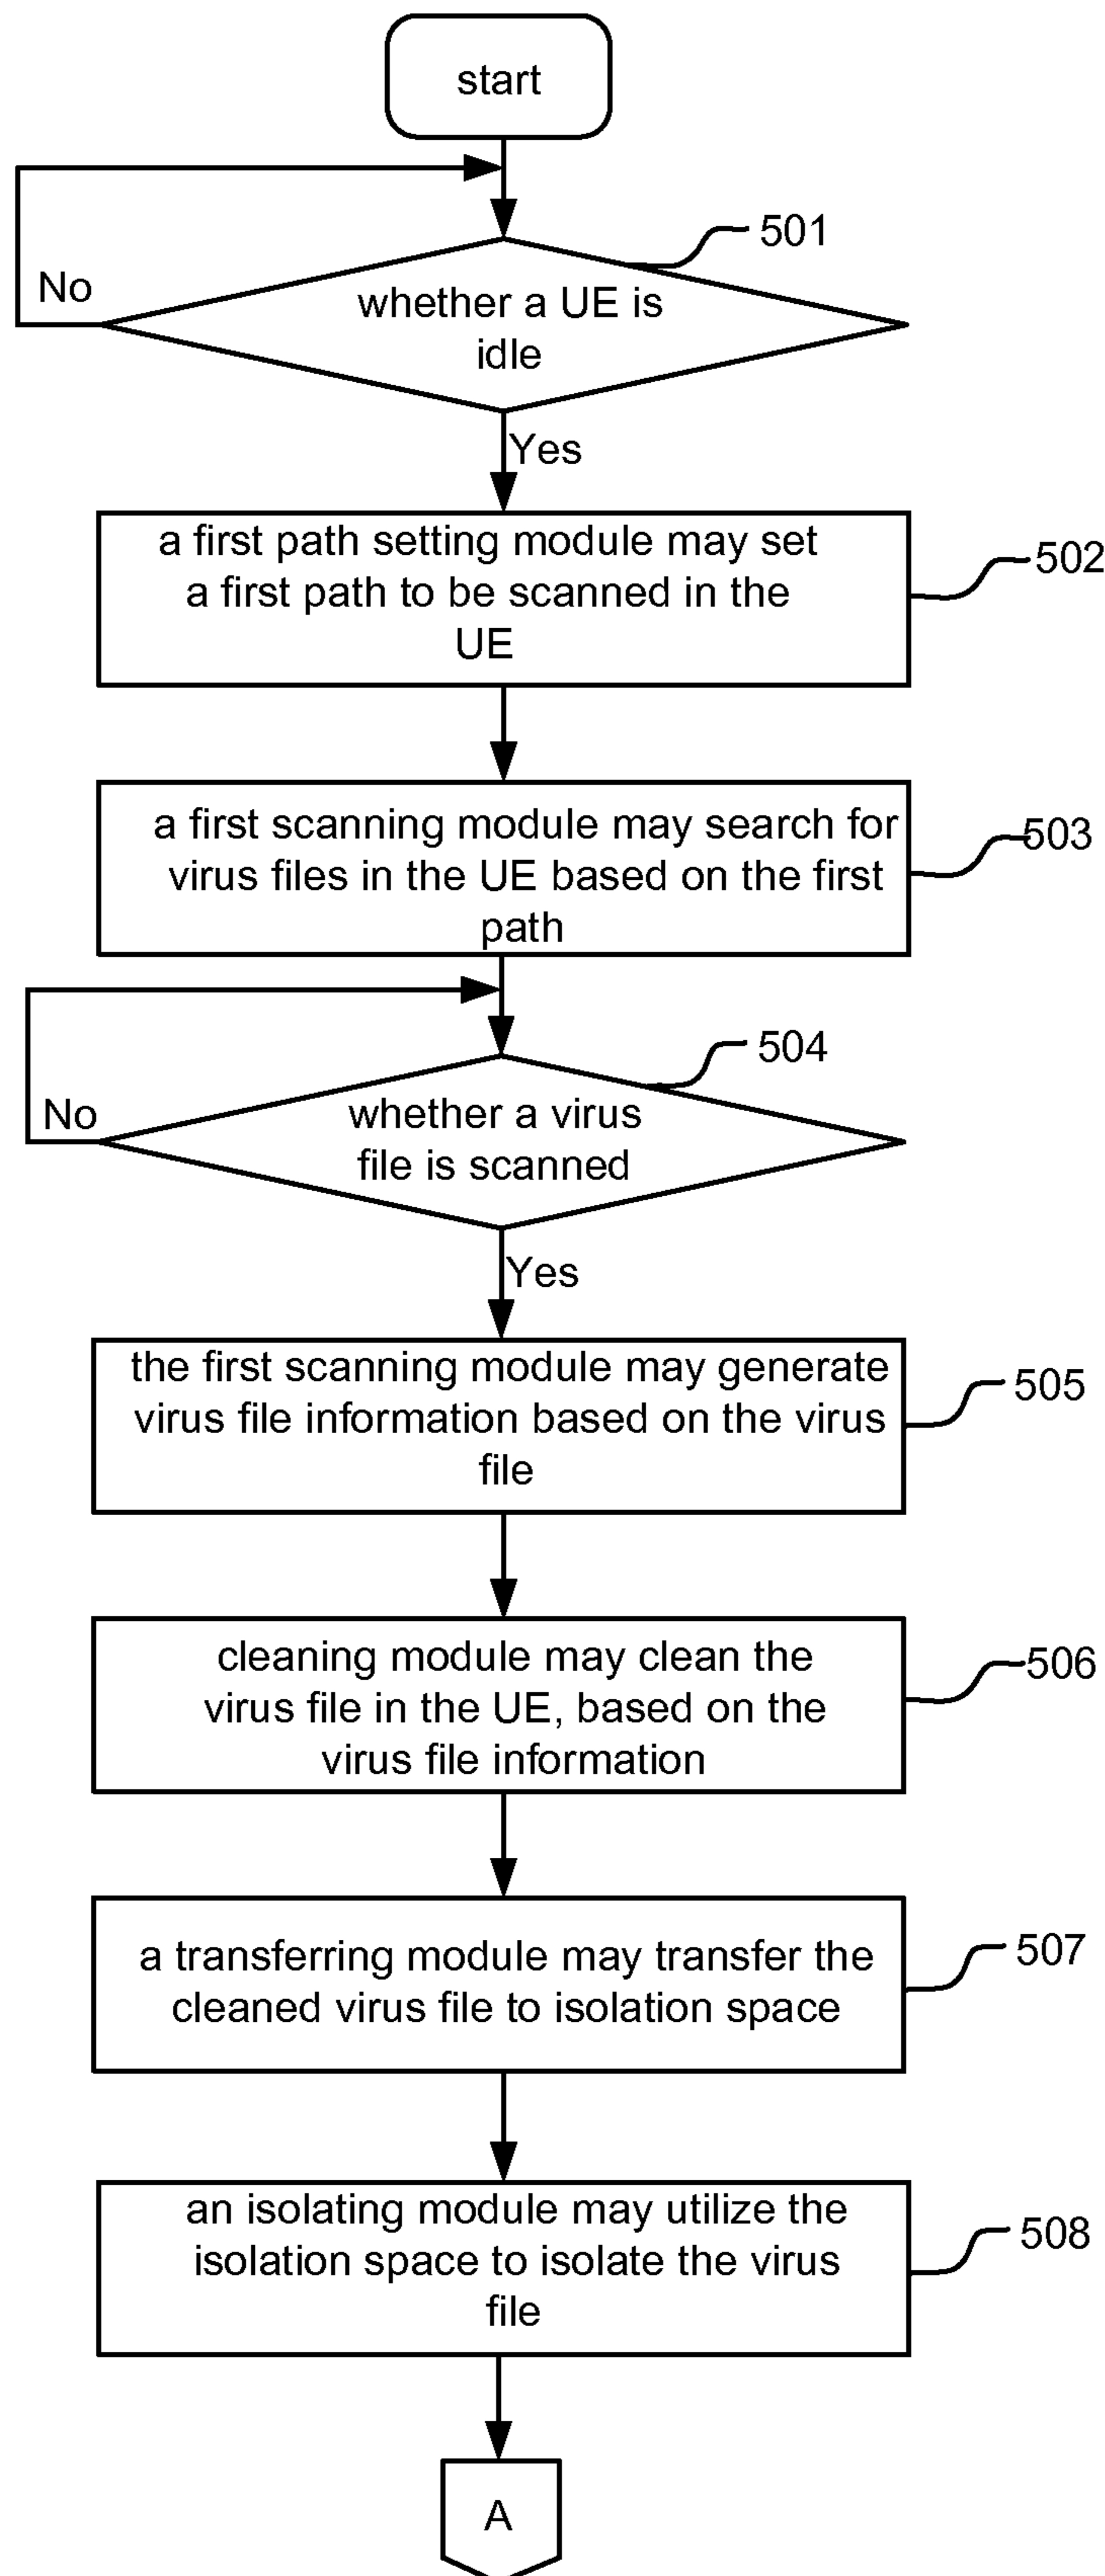 start
501
No
whether a UE is
idle
Yes
a first path setting module may set
a first path to be scanned in the
UE
502
a first scanning module may search for
virus files in the UE based on the first
path
503
504
No
whether a virus
file is scanned
Yes
the first scanning module may generate
virus file information based on the virus
file
505
cleaning module may clean the
virus file in the UE, based on the
virus file information
506
a transferring module may transfer the
cleaned virus file to isolation space
507
an isolating module may utilize the
isolation space to isolate the virus
file
508
A